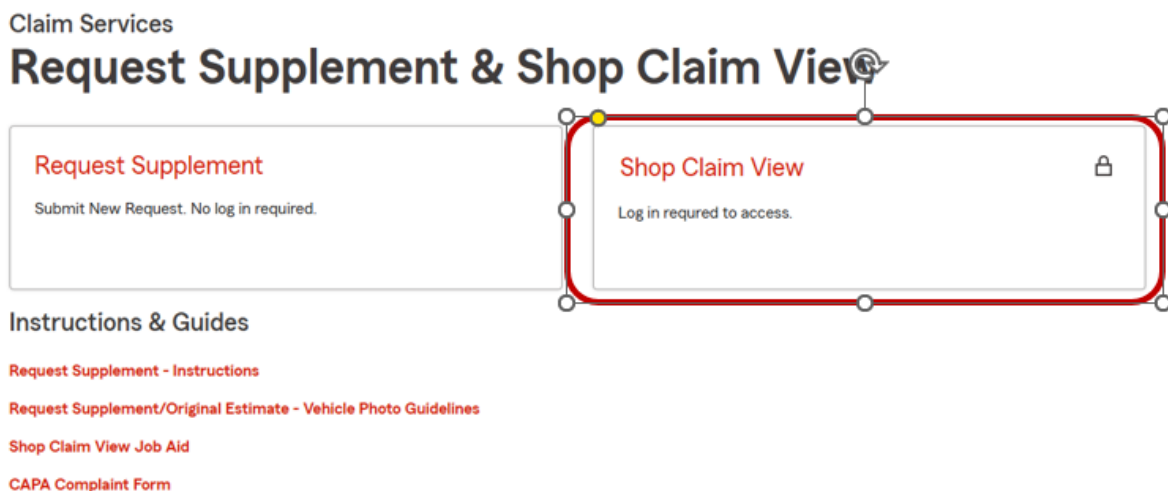 Claim Services
Request Supplement & Shop Claim View
Request Supplement
Submit New Request. No log in required.
Shop Claim View
Log in requred to access.
Instructions & Guides
Request Supplement - Instructions
Request Supplement/Original Estimate - Vehicle Photo Guidelines
Shop Claim View Job Aid
CAPA Complaint Form